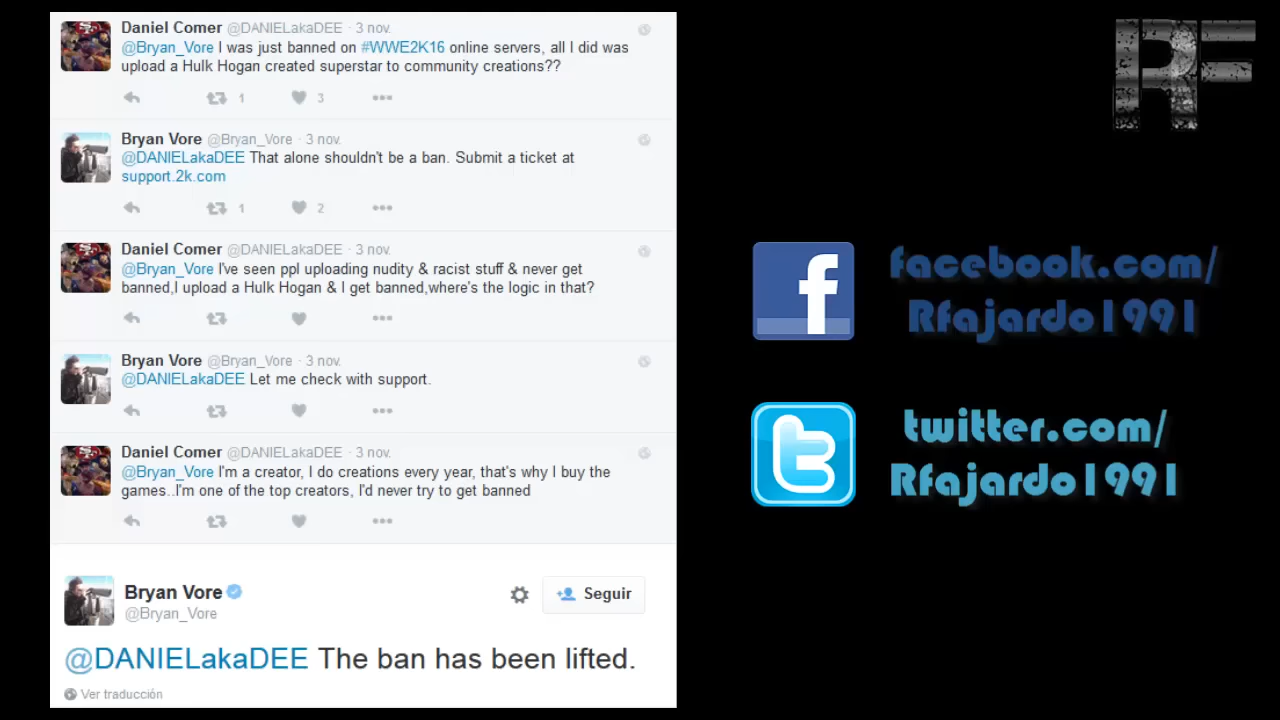 Daniel Comer @DANIELakaDEE · 3 nov.
@Bryan_Vore I was just banned on #WWE2K16 online servers, all I did was
upload a Hulk Hogan created superstar to community creations??
1 3
Bryan Vore @Bryan_Vore · 3 nov.
@DANIELakaDEE That alone shouldn't be a ban. Submit a ticket at
support.2k.com
1 2
Daniel Comer @DANIELakaDEE · 3 nov.
@Bryan_Vore I've seen ppl uploading nudity & racist stuff & never get
banned,I upload a Hulk Hogan & I get banned,where's the logic in that?
Bryan Vore @Bryan_Vore · 3 nov.
@DANIELakaDEE Let me check with support.
Daniel Comer @DANIELakaDEE · 3 nov.
@Bryan_Vore I'm a creator, I do creations every year, that's why I buy the
games..I'm one of the top creators, I'd never try to get banned
Bryan Vore
@Bryan_Vore
Seguir
@DANIELakaDEE The ban has been lifted.
Ver traducción
RF
facebook.com/
Rfajardo1991
twitter.com/
Rfajardo1991